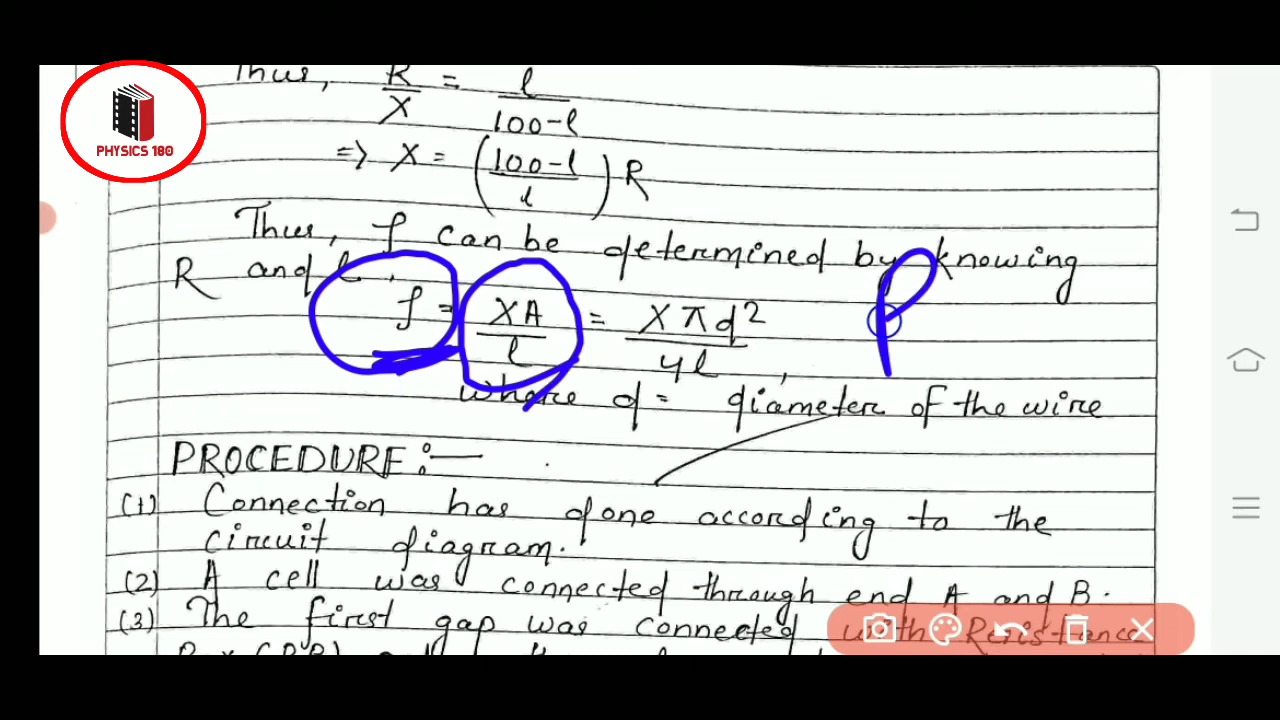 Thus, R/X = l/100-l
PHYSICS 180
=> X = (100-l/l) R
Thus, ƒ can be determined by knowing
R and l.
ƒ = XA/l = Xπd²/4l,
ρ
where d = diameter of the wire
PROCEDURE:—
(1) Connection has done according to the
circuit diagram.
(2) A cell was connected through end A and B.
(3) The first gap was connected with Resistance